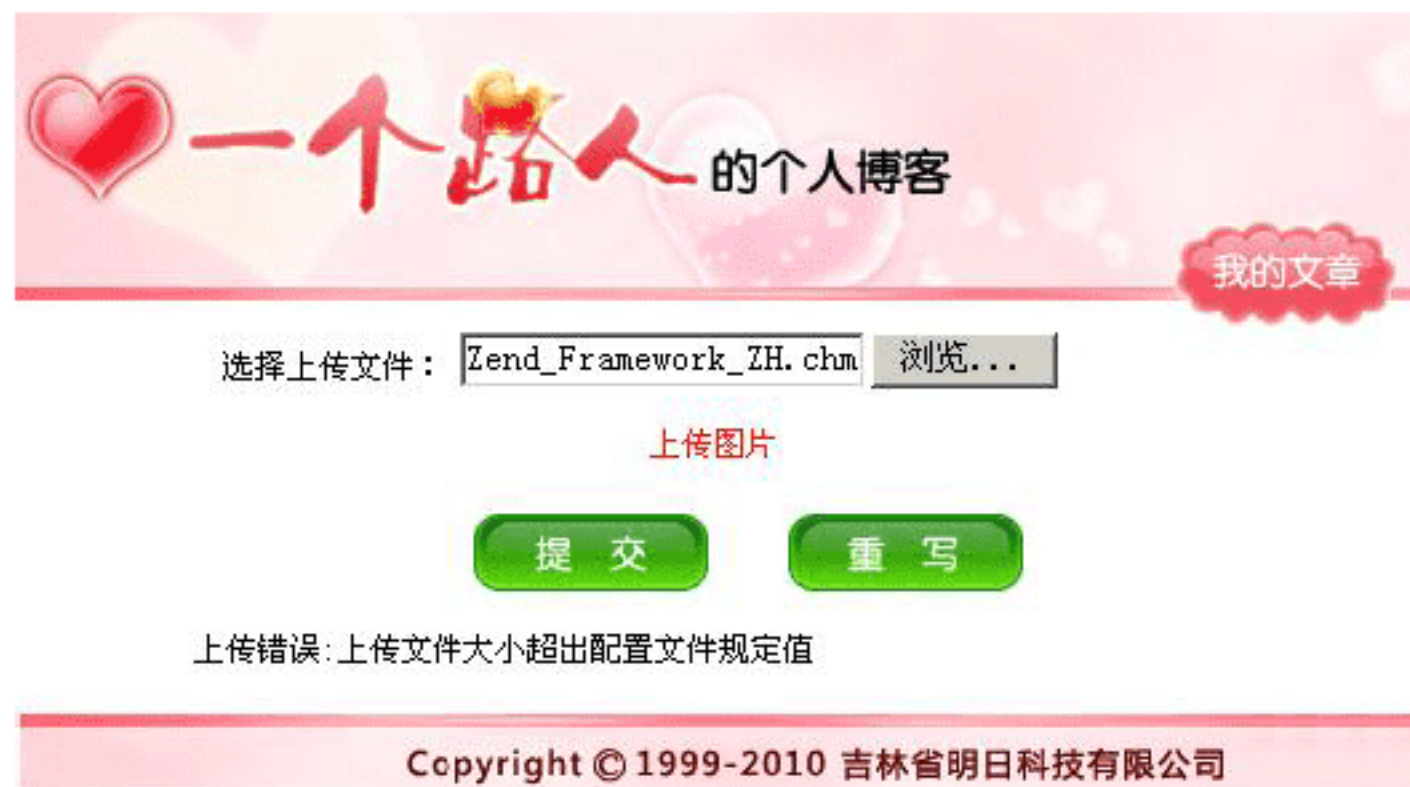 一个路人的个人博客
我的文章
选择上传文件： Zend_Framework_ZH.chm 浏览...
上传图片
提 交 重 写
上传错误:上传文件大小超出配置文件规定值
Copyright © 1999-2010 吉林省明日科技有限公司